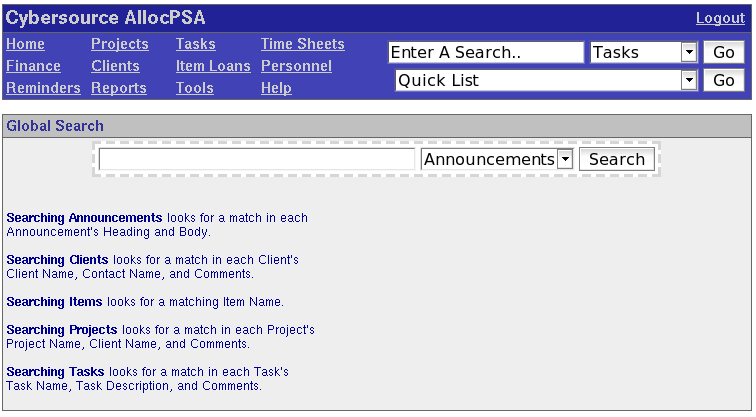 Cybersource AllocPSA Logout
Home Projects Tasks Time Sheets
Enter A Search.. Tasks Go
Finance Clients Item Loans Personnel
Quick List Go
Reminders Reports Tools Help
Global Search
Announcements Search
Searching Announcements looks for a match in each
Announcement's Heading and Body.
Searching Clients looks for a match in each Client's
Client Name, Contact Name, and Comments.
Searching Items looks for a matching Item Name.
Searching Projects looks for a match in each Project's
Project Name, Client Name, and Comments.
Searching Tasks looks for a match in each Task's
Task Name, Task Description, and Comments.